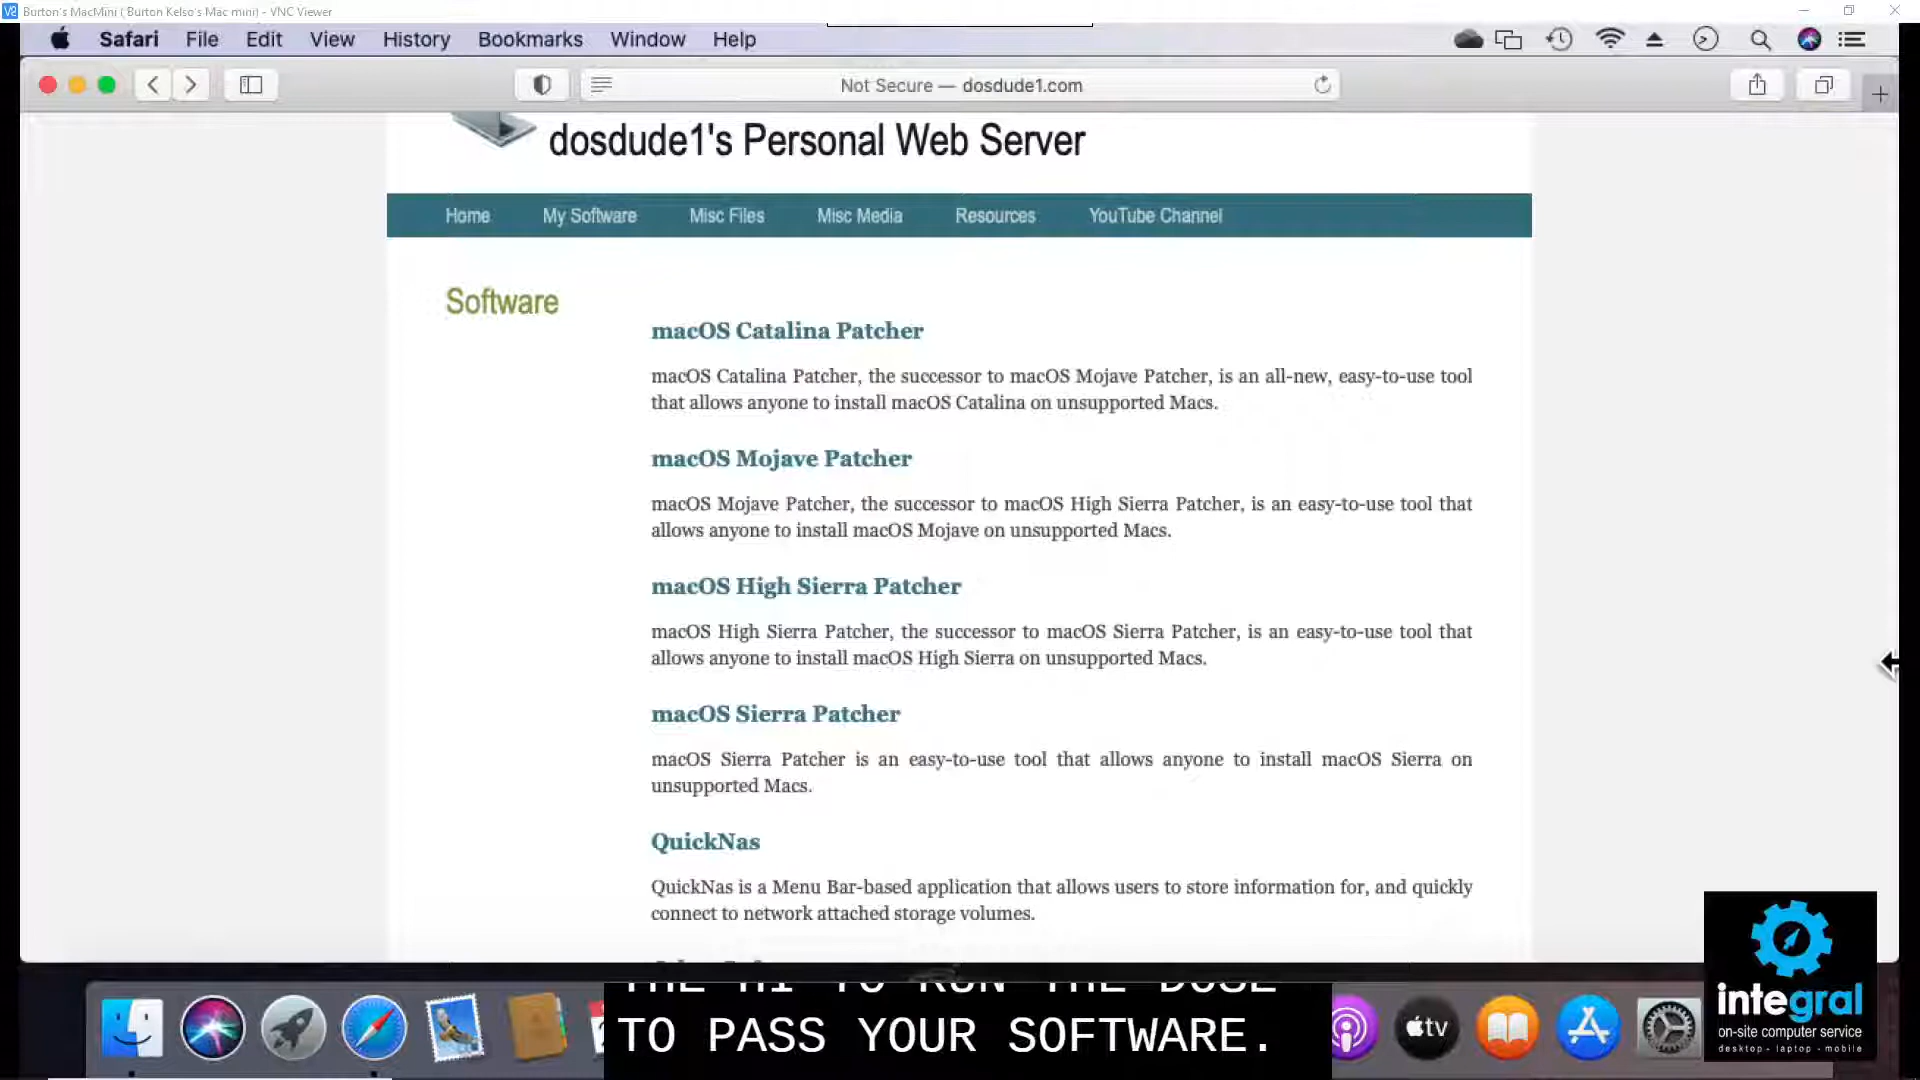 Burton's MacMini ( Burton Kelso's Mac mini) - VNC Viewer
Safari File Edit View History Bookmarks Window Help
Not Secure — dosdude1.com
dosdude1's Personal Web Server
Home My Software Misc Files Misc Media Resources YouTube Channel
Software
macOS Catalina Patcher
macOS Catalina Patcher, the successor to macOS Mojave Patcher, is an all-new, easy-to-use tool
that allows anyone to install macOS Catalina on unsupported Macs.
macOS Mojave Patcher
macOS Mojave Patcher, the successor to macOS High Sierra Patcher, is an easy-to-use tool that
allows anyone to install macOS Mojave on unsupported Macs.
macOS High Sierra Patcher
macOS High Sierra Patcher, the successor to macOS Sierra Patcher, is an easy-to-use tool that
allows anyone to install macOS High Sierra on unsupported Macs.
macOS Sierra Patcher
macOS Sierra Patcher is an easy-to-use tool that allows anyone to install macOS Sierra on
unsupported Macs.
QuickNas
QuickNas is a Menu Bar-based application that allows users to store information for, and quickly
connect to network attached storage volumes.
TO RUN THE DOSE
TO PASS YOUR SOFTWARE.
tv
integral
on-site computer service
desktop - laptop - mobile